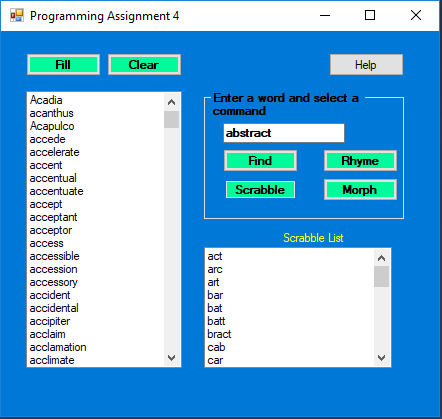 Programming Assignment 4
Fill
Clear
Help
Acadia
acanthus
Acapulco
accede
accelerate
accent
accentual
accentuate
accept
acceptant
acceptor
access
accessible
accession
accessory
accident
accidental
accipiter
acclaim
acclamation
acclimate
Enter a word and select a
command
abstract
Find
Rhyme
Scrabble
Morph
Scrabble List
act
arc
art
bar
bat
batt
bract
cab
car